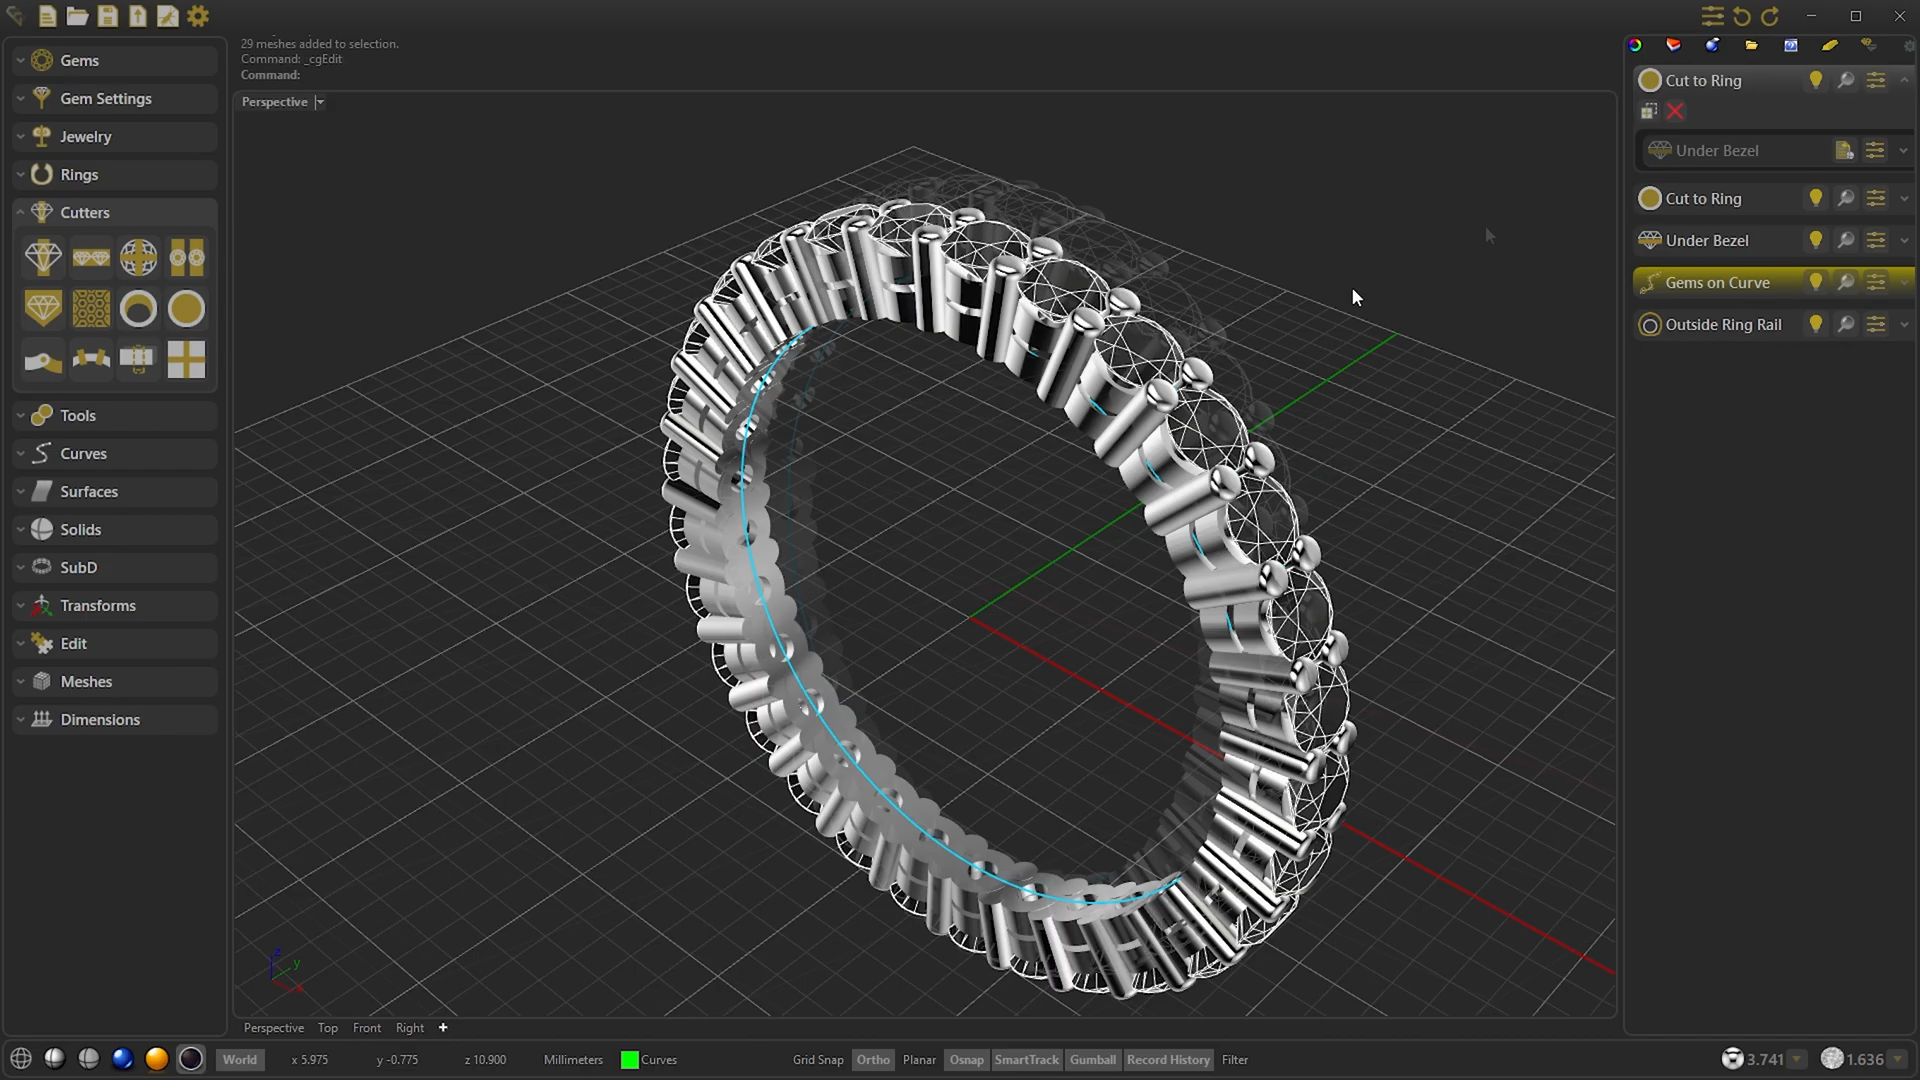 29 meshes added to selection.
Command: _cgEdit
Command:
Perspective
Gems
Gem Settings
Jewelry
Rings
Cutters
Tools
Curves
Surfaces
Solids
SubD
Transforms
Edit
Meshes
Dimensions
Cut to Ring
Under Bezel
Cut to Ring
Under Bezel
Gems on Curve
Outside Ring Rail
z
y
x
Perspective Top Front Right
World x 5.975 y -0.775 z 10.900 Millimeters Curves Grid Snap Ortho Planar Osnap SmartTrack Gumball Record History Filter 3.741 1.636